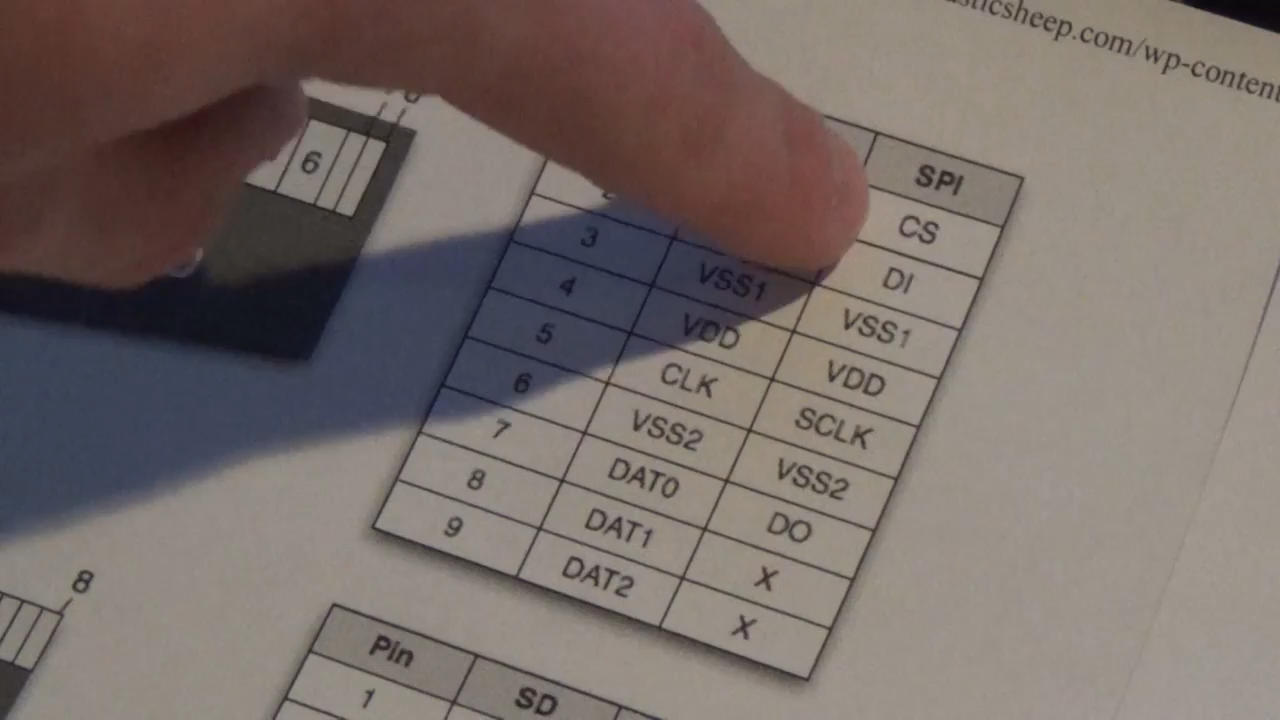 sticsheep.com/wp-content
6
SPI
CS
DI
3 VSS1 VSS1
4 VDD VDD
5 CLK SCLK
6 VSS2 VSS2
7 DAT0 DO
8 DAT1 X
9 DAT2 X
8
Pin SD
1